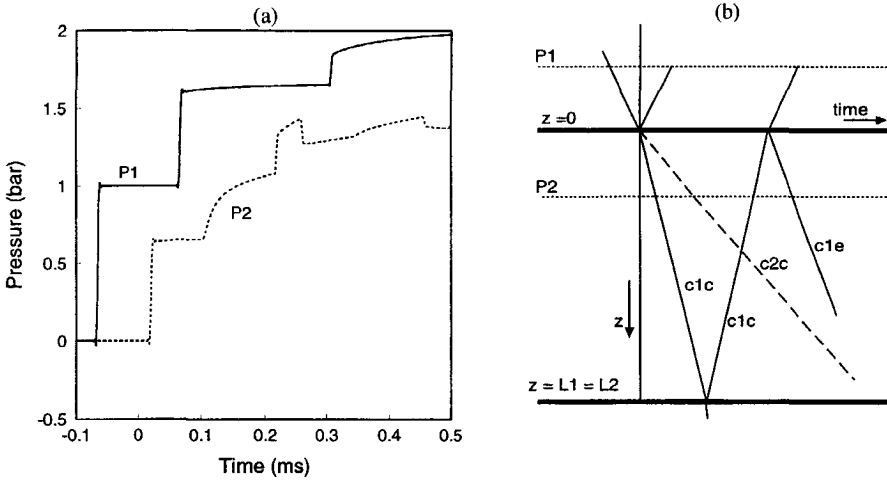 (a)
2
1.5
1
0.5
0
-0.5
Pressure (bar)
P1
P2
-0.1
0
0.1
0.2
0.3
0.4
0.5
Time (ms)
(b)
P1
time
z =0
P2
c1c
c1c
c2c
c1e
z
z = L1 = L2